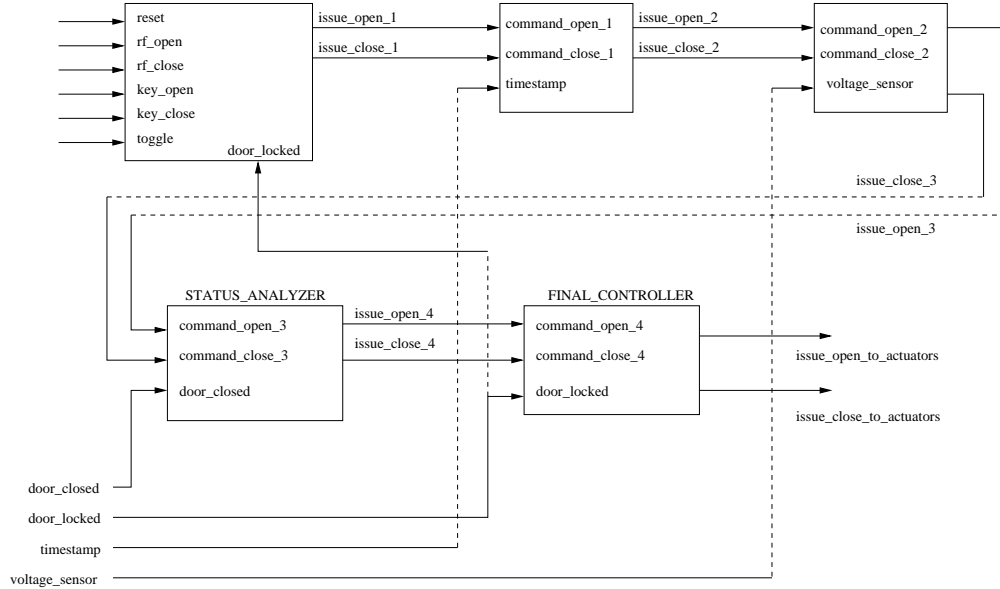 reset
rf_open
rf_close
key_open
key_close
toggle
door_locked
issue_open_1
issue_close_1
command_open_1
command_close_1
timestamp
issue_open_2
issue_close_2
command_open_2
command_close_2
voltage_sensor
issue_close_3
issue_open_3
STATUS_ANALYZER
command_open_3
command_close_3
door_closed
issue_open_4
issue_close_4
FINAL_CONTROLLER
command_open_4
command_close_4
door_locked
issue_open_to_actuators
issue_close_to_actuators
door_closed
door_locked
timestamp
voltage_sensor